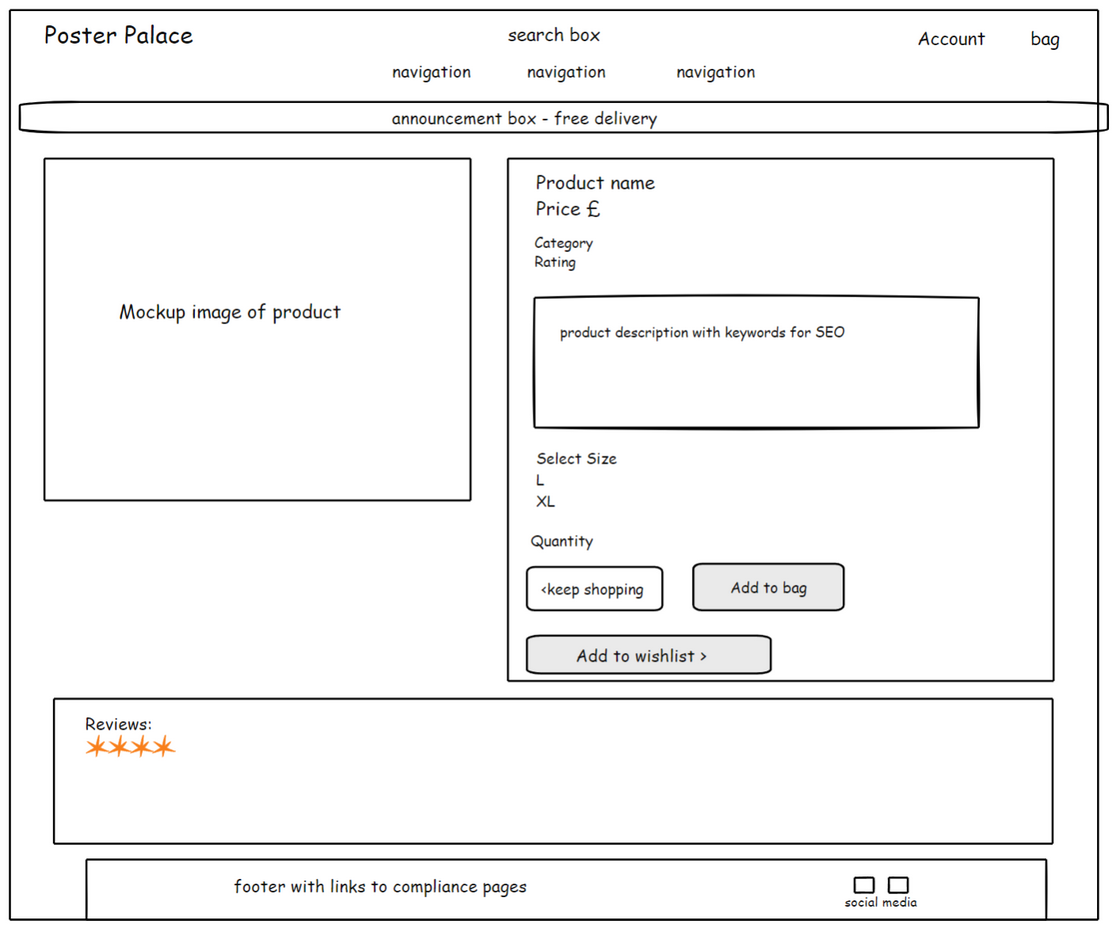 Poster Palace
search box
Account
bag
navigation
navigation
navigation
announcement box - free delivery
Mockup image of product
Product name
Price £
Category
Rating
product description with keywords for SEO
Select Size
L
XL
Quantity
<keep shopping
Add to bag
Add to wishlist >
Reviews:
footer with links to compliance pages
social media